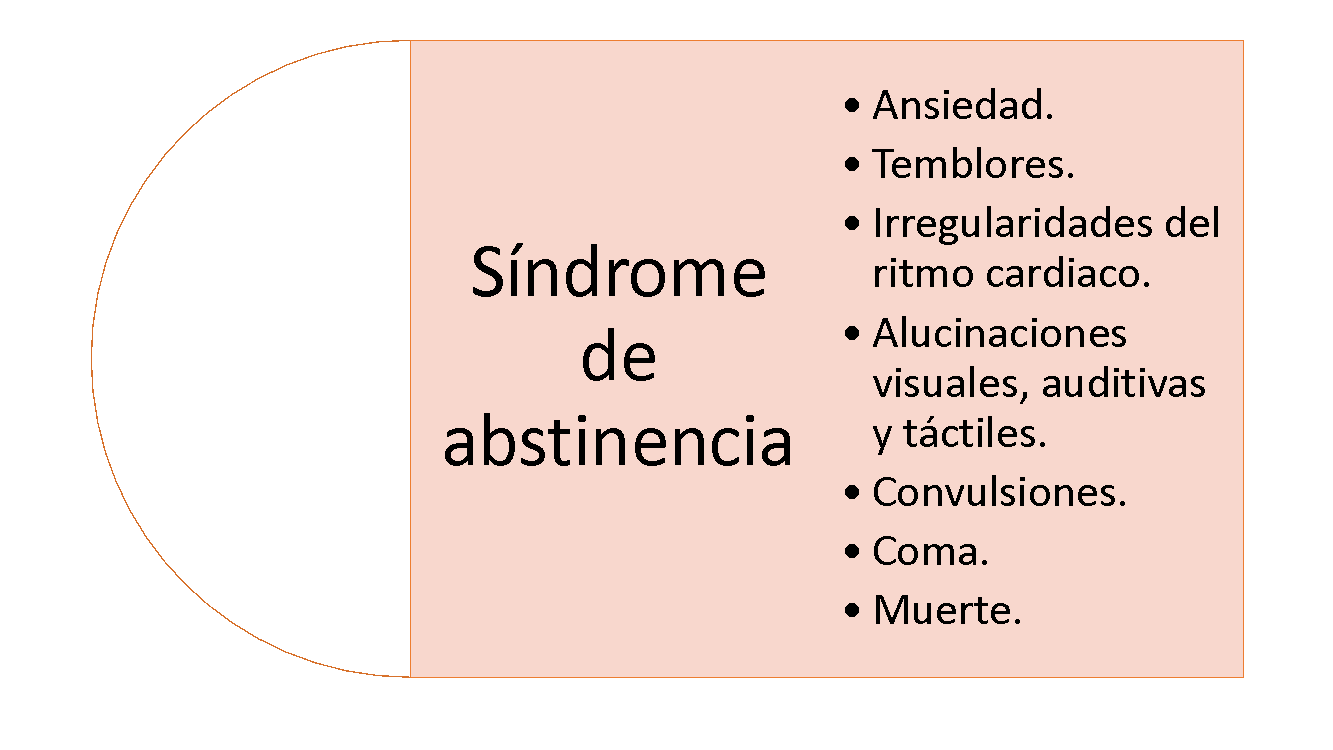 Síndrome
de
abstinencia
• Ansiedad.
• Temblores.
• Irregularidades del
ritmo cardiaco.
• Alucinaciones
visuales, auditivas
y táctiles.
• Convulsiones.
• Coma.
• Muerte.